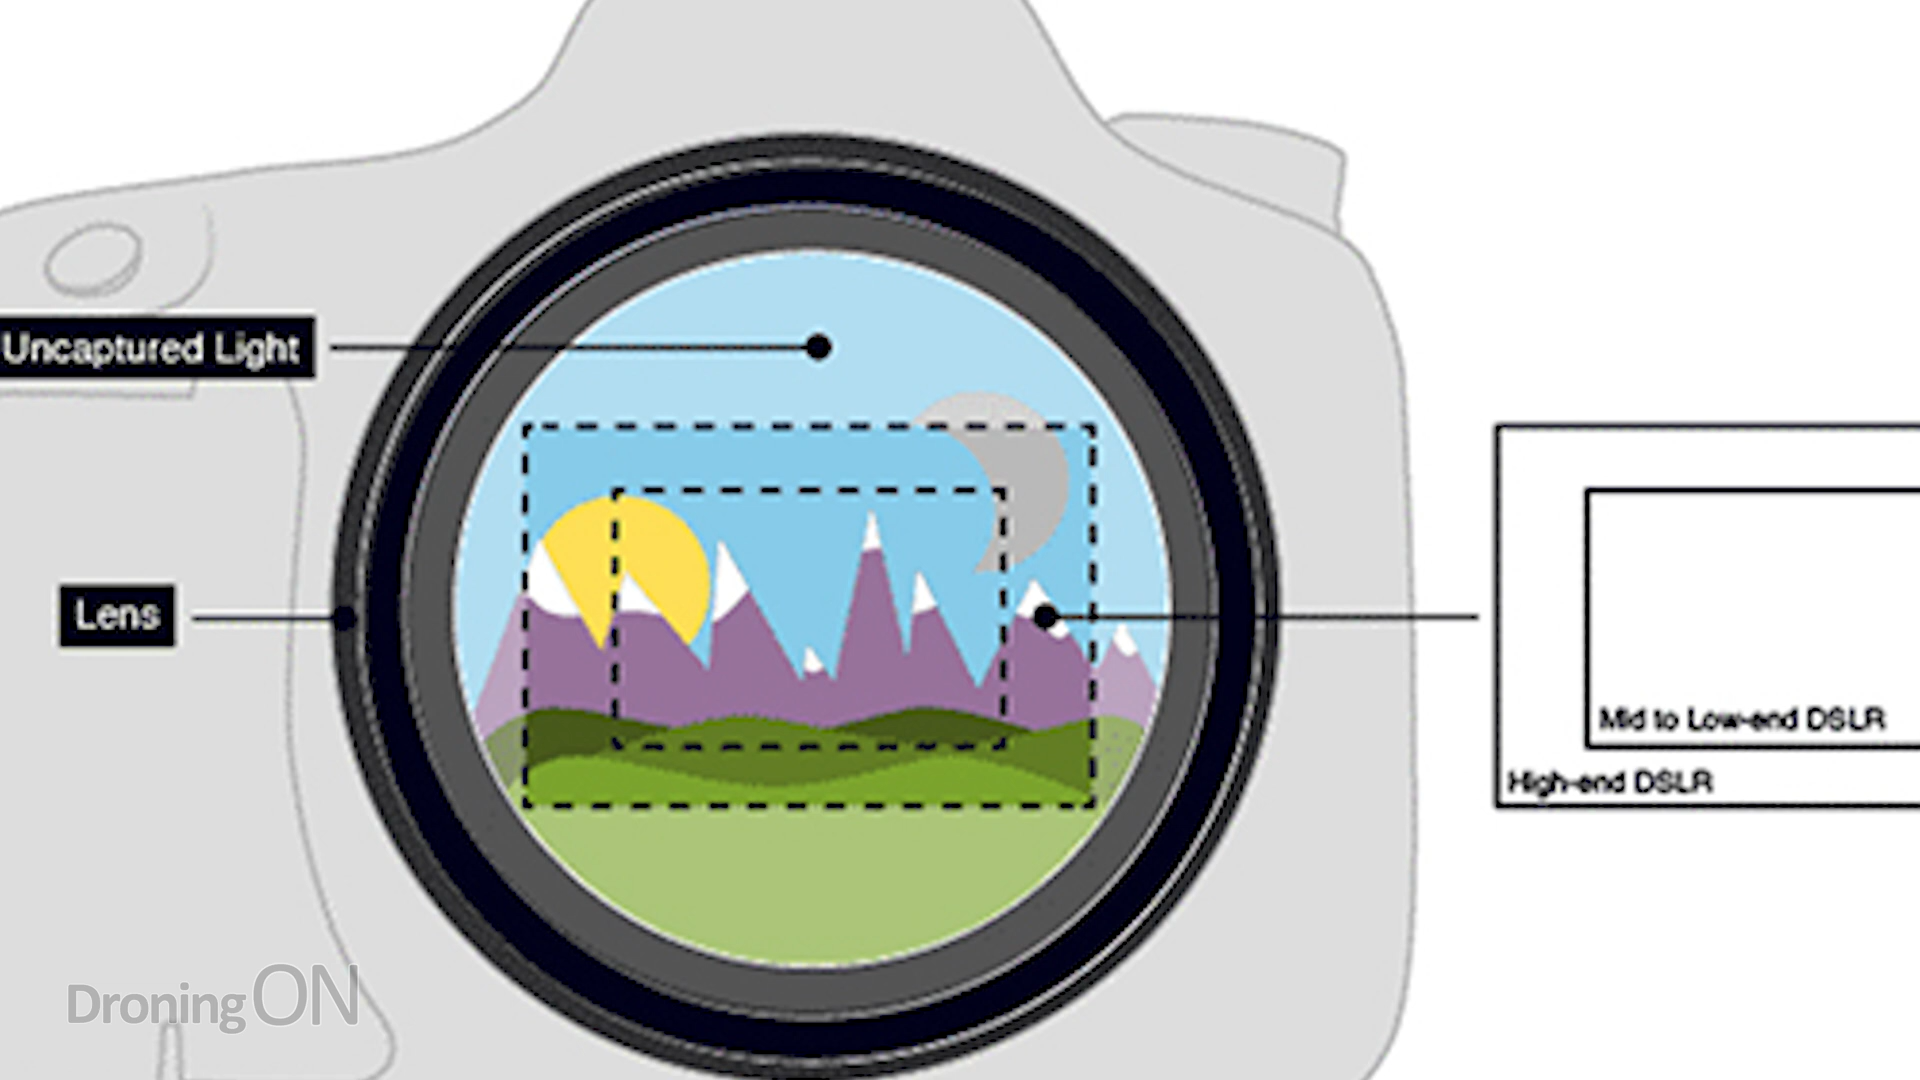 Uncaptured Light
Lens
Mid to Low-end DSLR
High-end DSLR
DroningON